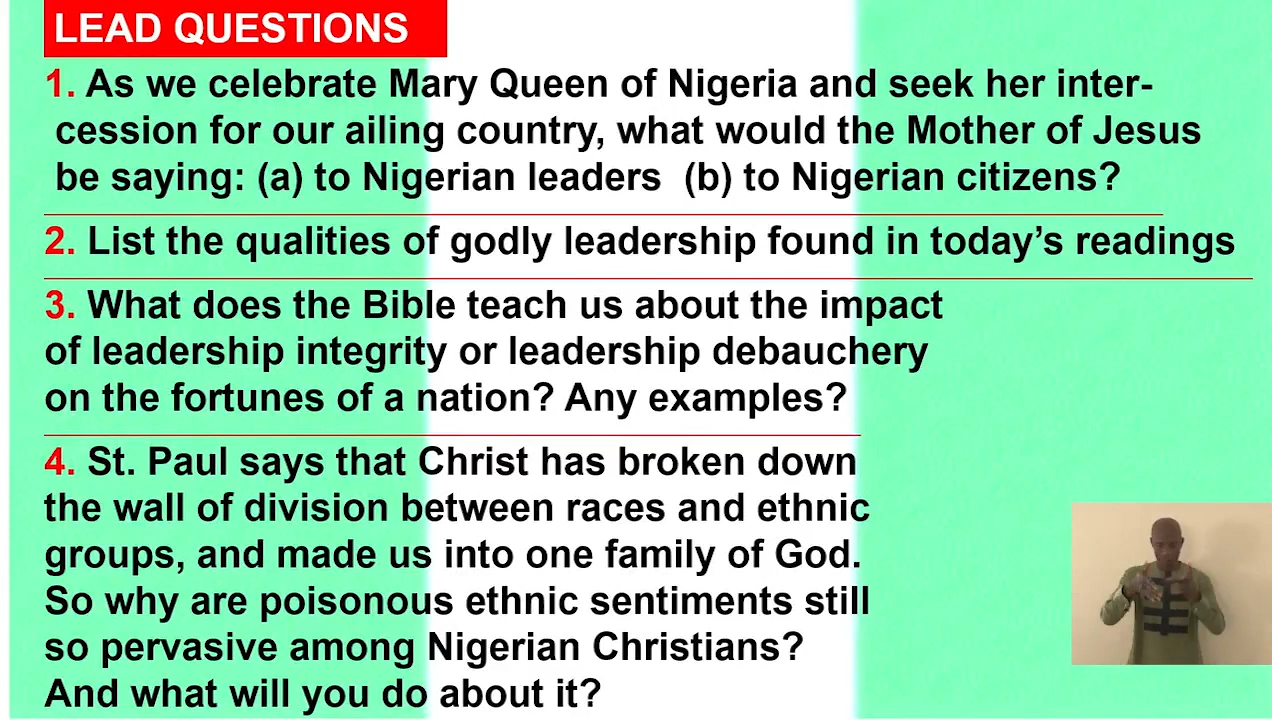 LEAD QUESTIONS
1. As we celebrate Mary Queen of Nigeria and seek her inter-
cession for our ailing country, what would the Mother of Jesus
be saying: (a) to Nigerian leaders (b) to Nigerian citizens?
2. List the qualities of godly leadership found in today’s readings
3. What does the Bible teach us about the impact
of leadership integrity or leadership debauchery
on the fortunes of a nation? Any examples?
4. St. Paul says that Christ has broken down
the wall of division between races and ethnic
groups, and made us into one family of God.
So why are poisonous ethnic sentiments still
so pervasive among Nigerian Christians?
And what will you do about it?